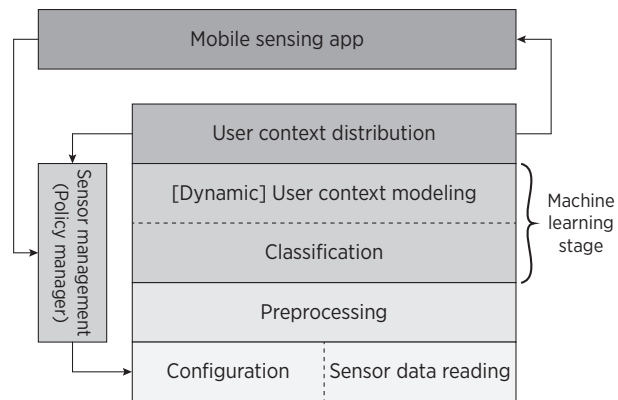 Mobile sensing app
User context distribution
Sensor management
(Policy manager)
[Dynamic] User context modeling
Classification
Machine
learning
stage
Preprocessing
Configuration
Sensor data reading